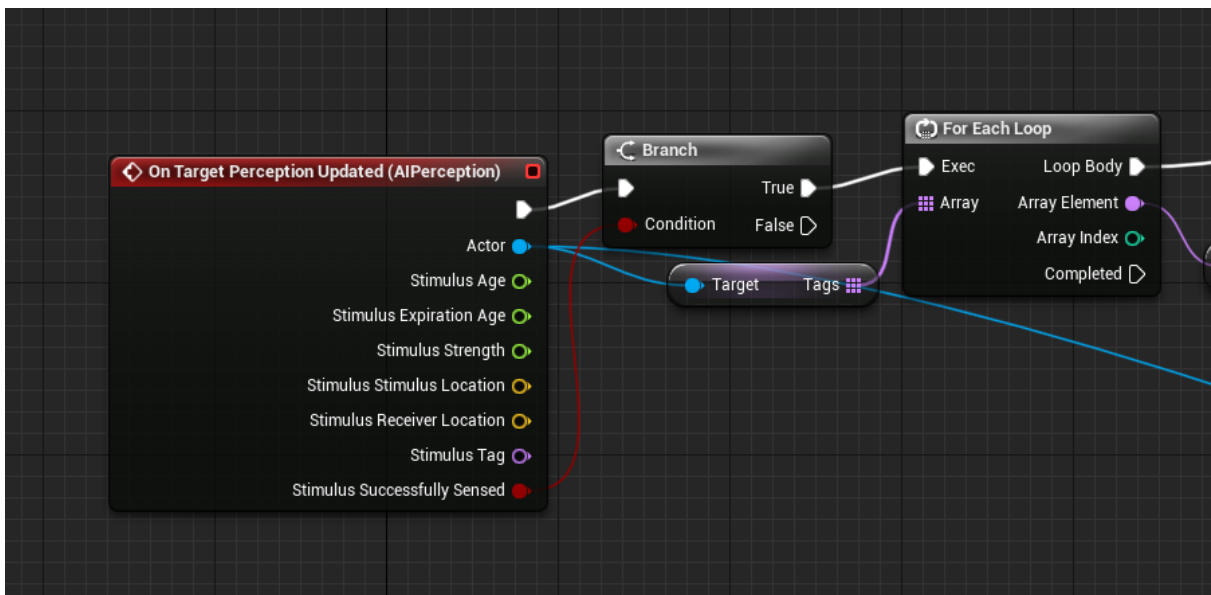 On Target Perception Updated (AIPerception)
Actor
Stimulus Age
Stimulus Expiration Age
Stimulus Strength
Stimulus Stimulus Location
Stimulus Receiver Location
Stimulus Tag
Stimulus Successfully Sensed
Branch
True
Condition
False
Target
Tags
For Each Loop
Exec
Loop Body
Array
Array Element
Array Index
Completed